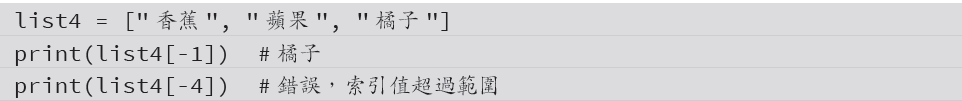 list4 = ["香蕉", "蘋果", "橘子"]
print(list4[-1])  # 橘子
print(list4[-4])  # 錯誤，索引值超過範圍